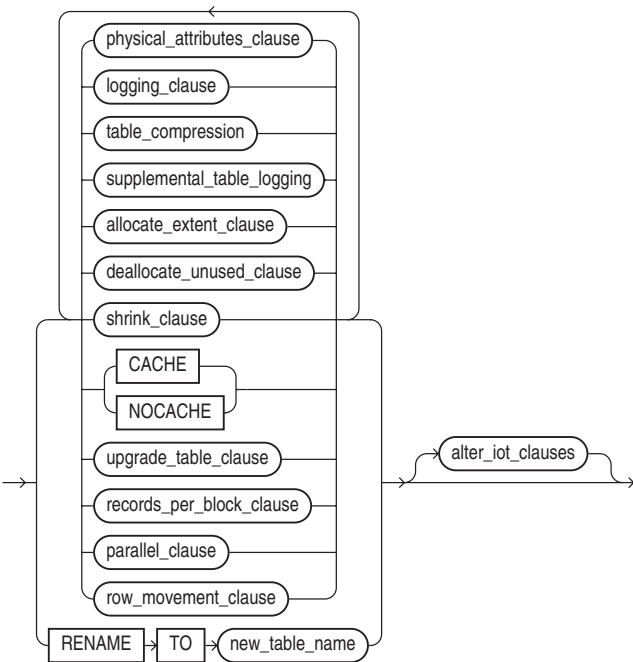 physical_attributes_clause
logging_clause
table_compression
supplemental_table_logging
allocate_extent_clause
deallocate_unused_clause
shrink_clause
CACHE
NOCACHE
upgrade_table_clause
alter_iot_clauses
records_per_block_clause
parallel_clause
row_movement_clause
RENAME TO new_table_name